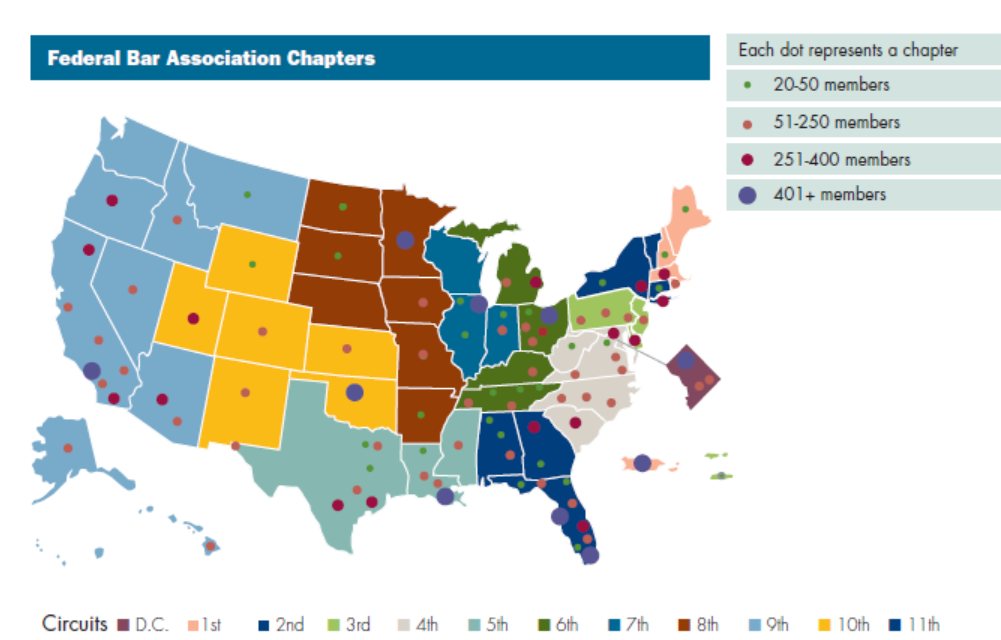 Federal Bar Association Chapters
Each dot represents a chapter
20-50 members
51-250 members
251-400 members
401+ members
Circuits D.C. 1st 2nd 3rd 4th 5th 6th 7th 8th 9th 10th 11th